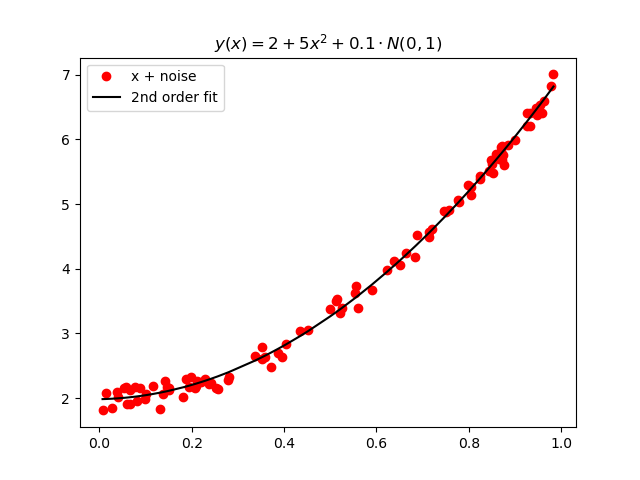 y(x) = 2 + 5x² + 0.1 · N(0, 1)
x + noise
2nd order fit
7
6
5
4
3
2
0.0 0.2 0.4 0.6 0.8 1.0